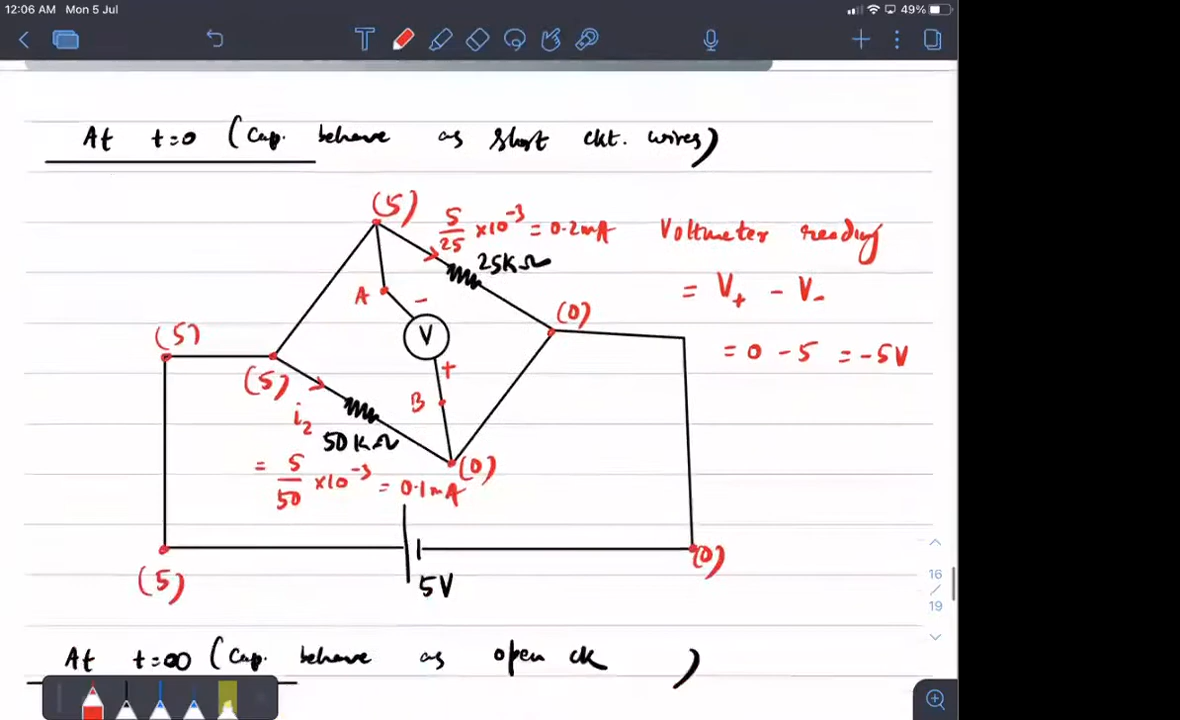 12:06 AM Mon 5 Jul
49%
At t=0 (Cap. behave as short ckt. wires)
(5)
5/25 ×10⁻³ = 0.2mA
Voltmeter reading
25KΩ
= V₊ - V₋
A
-
(0)
V
(5)
= 0 - 5 = -5V
+
(5)
B
i₂
50KΩ
(0)
= 5/50 ×10⁻³ = 0.1mA
(0)
(5)
5V
16
/
19
At t=∞ (Cap. behave as open ck )